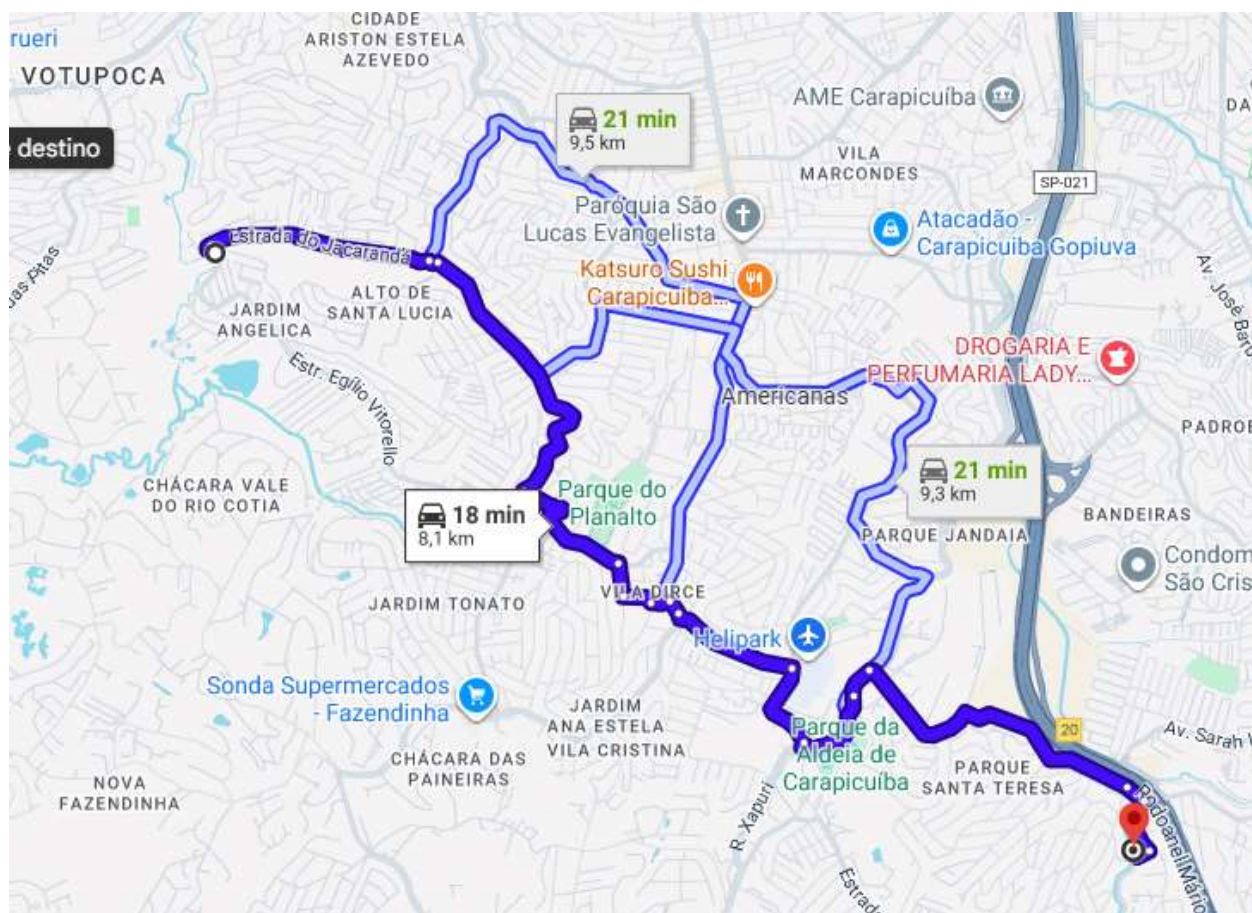 CIDADE
ARISTON ESTELA
AZEVEDO
rueri
VOTUPOCA
destino
21 min
9,5 km
AME Carapicuíba
VILA
MARCONDES
SP-021
Paróquia São
Lucas Evangelista
Atacadão -
Carapicuiba Gopiuva
Estrada do Jacarandá
Katsuro Sushi
Carapicuíba...
ALTO DE
SANTA LUCIA
JARDIM
ANGELICA
Av. José Barb
DROGARIA E
PERFUMARIA LADY...
Estr. Egílio Vitorello
Americanas
PADROE
21 min
9,3 km
CHÁCARA VALE
DO RIO COTIA
Parque do
Planalto
18 min
8,1 km
BANDEIRAS
PARQUE JANDAIA
Condom
São Cris
VILA DIRCE
JARDIM TONATO
Helipark
Sonda Supermercados
- Fazendinha
JARDIM
ANA ESTELA
VILA CRISTINA
Parque da
Aldeia de
Carapicuíba
20
Av. Sarah V
CHÁCARA DAS
PAINEIRAS
PARQUE
SANTA TERESA
NOVA
FAZENDINHA
R. Xapuri
Rodoanel Mário
Estrada